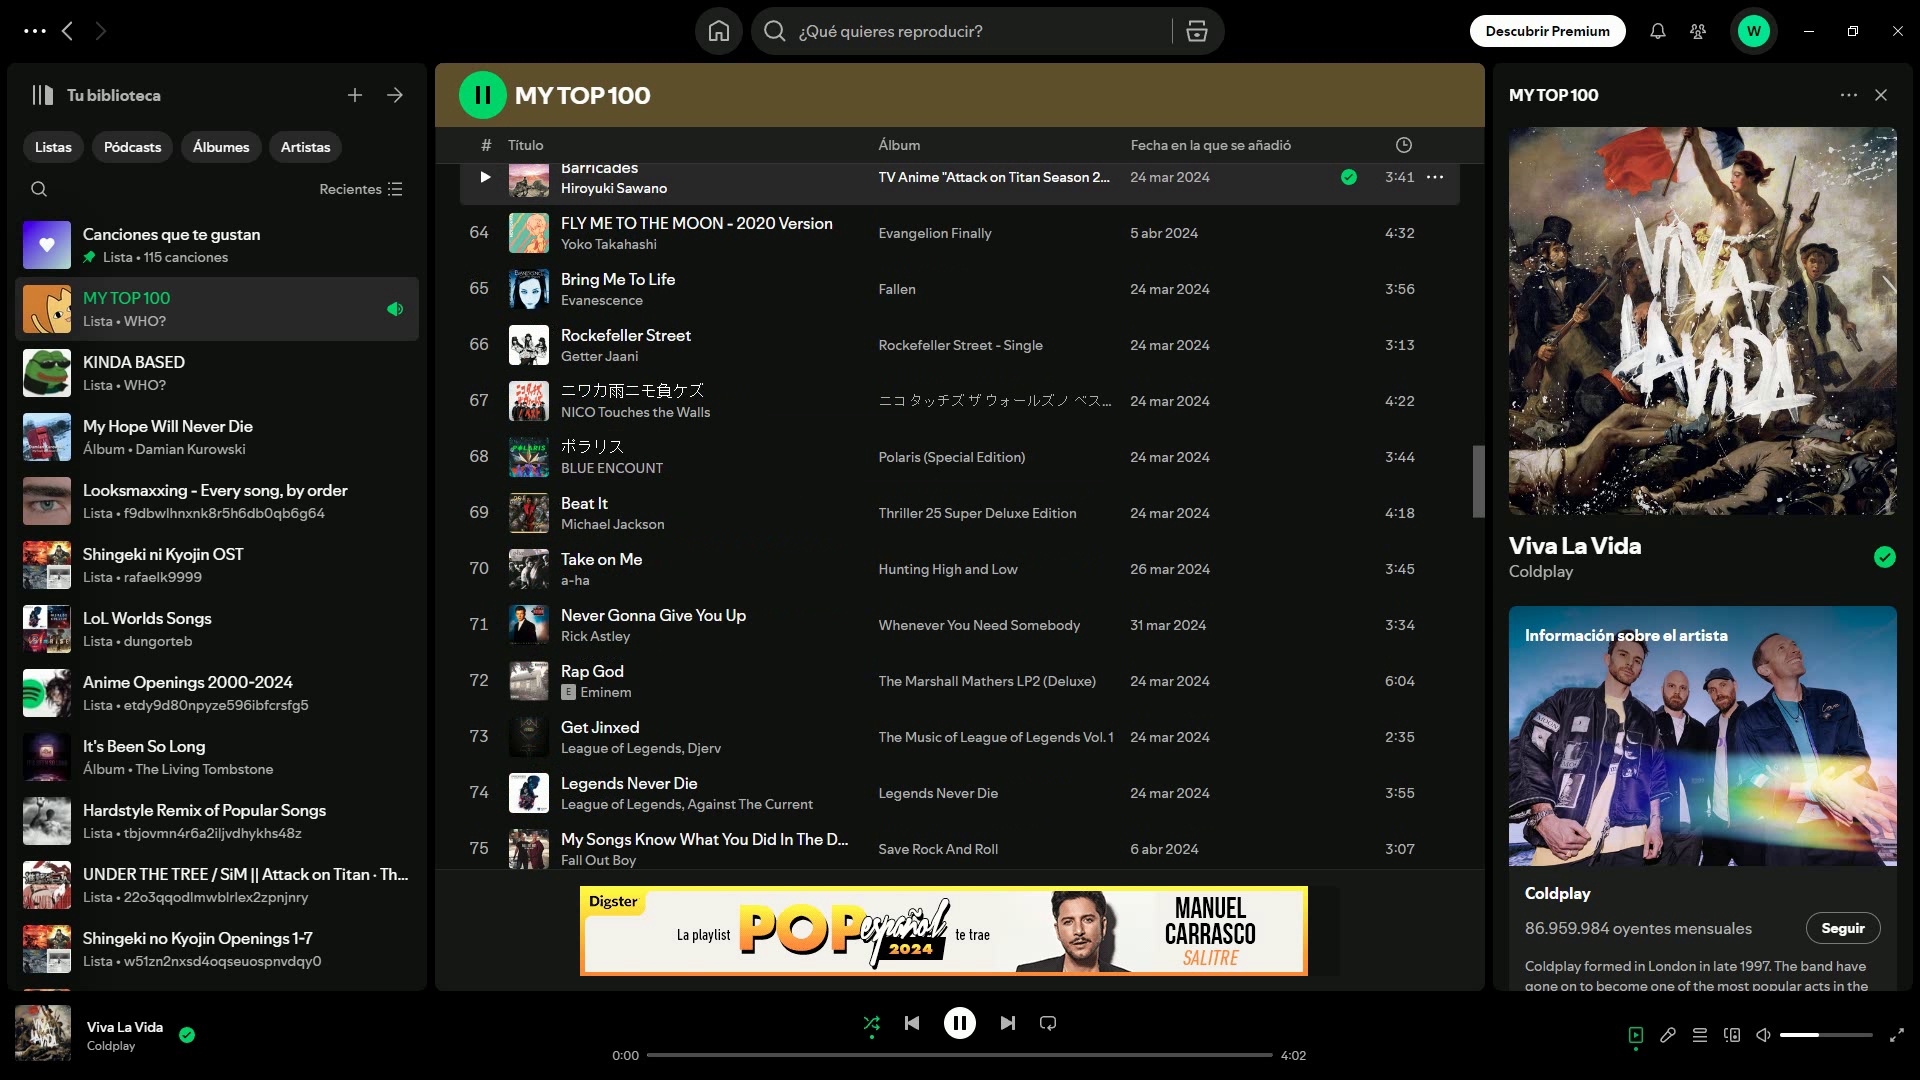 ¿Qué quieres reproducir?
Descubrir Premium
W
Tu biblioteca
Listas
Pódcasts
Álbumes
Artistas
Recientes
Canciones que te gustan
Lista • 115 canciones
MY TOP 100
Lista • WHO?
KINDA BASED
Lista • WHO?
My Hope Will Never Die
Álbum • Damian Kurowski
Looksmaxxing - Every song, by order
Lista • f9dbwlhnxnk8r5h6db0qb6g64
Shingeki ni Kyojin OST
Lista • rafaelk9999
LoL Worlds Songs
Lista • dungorteb
Anime Openings 2000-2024
Lista • etdy9d80npyze596ibfcrsfg5
It's Been So Long
Álbum • The Living Tombstone
Hardstyle Remix of Popular Songs
Lista • tbjovmn4r6a2iljvdhykhs48z
UNDER THE TREE / SiM || Attack on Titan · Th...
Lista • 22o3qqodlmwblrlex2zpnjnry
Shingeki no Kyojin Openings 1-7
Lista • w51zn2nxsd4oqseuospnvdqy0
MY TOP 100
# Título Álbum Fecha en la que se añadió
Barricades
Hiroyuki Sawano
TV Anime "Attack on Titan Season 2... 24 mar 2024 3:41
64 FLY ME TO THE MOON - 2020 Version
Yoko Takahashi
Evangelion Finally 5 abr 2024 4:32
65 Bring Me To Life
Evanescence
Fallen 24 mar 2024 3:56
66 Rockefeller Street
Getter Jaani
Rockefeller Street - Single 24 mar 2024 3:13
67 ニワカ雨ニモ負ケズ
NICO Touches the Walls
ニコ タッチズ ザ ウォールズノ ベス... 24 mar 2024 4:22
68 ポラリス
BLUE ENCOUNT
Polaris (Special Edition) 24 mar 2024 3:44
69 Beat It
Michael Jackson
Thriller 25 Super Deluxe Edition 24 mar 2024 4:18
70 Take on Me
a-ha
Hunting High and Low 26 mar 2024 3:45
71 Never Gonna Give You Up
Rick Astley
Whenever You Need Somebody 31 mar 2024 3:34
72 Rap God
E Eminem
The Marshall Mathers LP2 (Deluxe) 24 mar 2024 6:04
73 Get Jinxed
League of Legends, Djerv
The Music of League of Legends Vol. 1 24 mar 2024 2:35
74 Legends Never Die
League of Legends, Against The Current
Legends Never Die 24 mar 2024 3:55
75 My Songs Know What You Did In The D...
Fall Out Boy
Save Rock And Roll 6 abr 2024 3:07
Digster
La playlist POP español 2024 te trae
MANUEL
CARRASCO
SALITRE
MY TOP 100
VIVA
LA VIDA
Viva La Vida
Coldplay
Información sobre el artista
Coldplay
86.959.984 oyentes mensuales
Seguir
Coldplay formed in London in late 1997. The band have
gone on to become one of the most popular acts in the
Viva La Vida
Coldplay
0:00
4:02